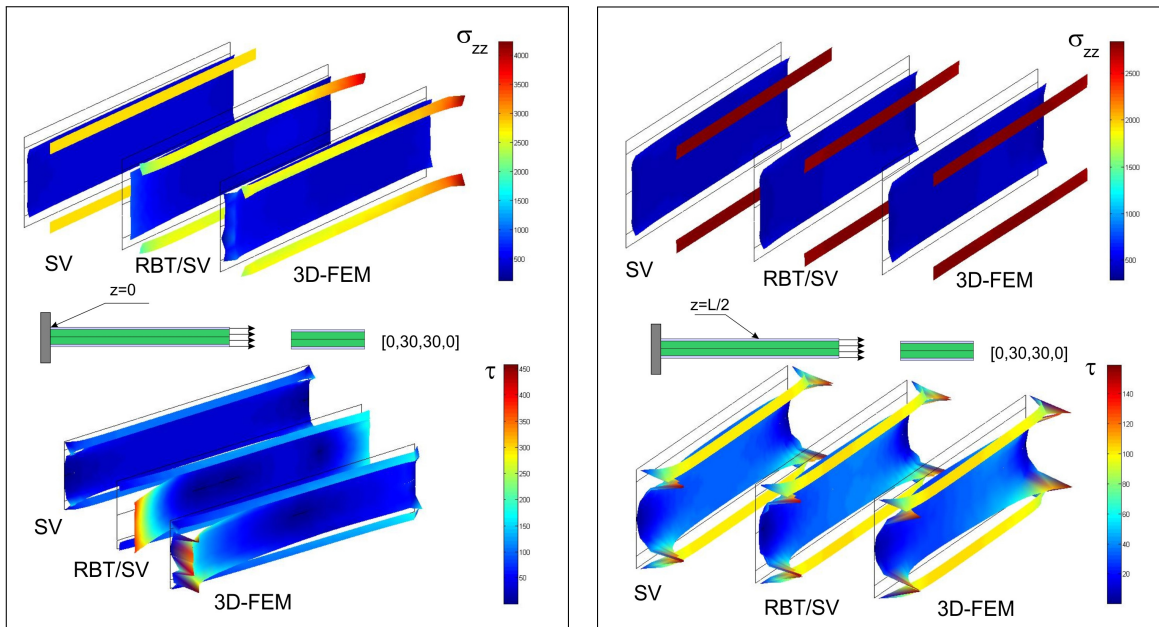 σzz
4000
3500
3000
2500
2000
1500
1000
500
SV
RBT/SV
3D-FEM
z=0
[0,30,30,0]
τ
450
400
350
300
250
200
150
100
50
SV
RBT/SV
3D-FEM
σzz
2500
2000
1500
1000
500
SV
RBT/SV
3D-FEM
z=L/2
[0,30,30,0]
τ
140
120
100
80
60
40
20
SV
RBT/SV
3D-FEM